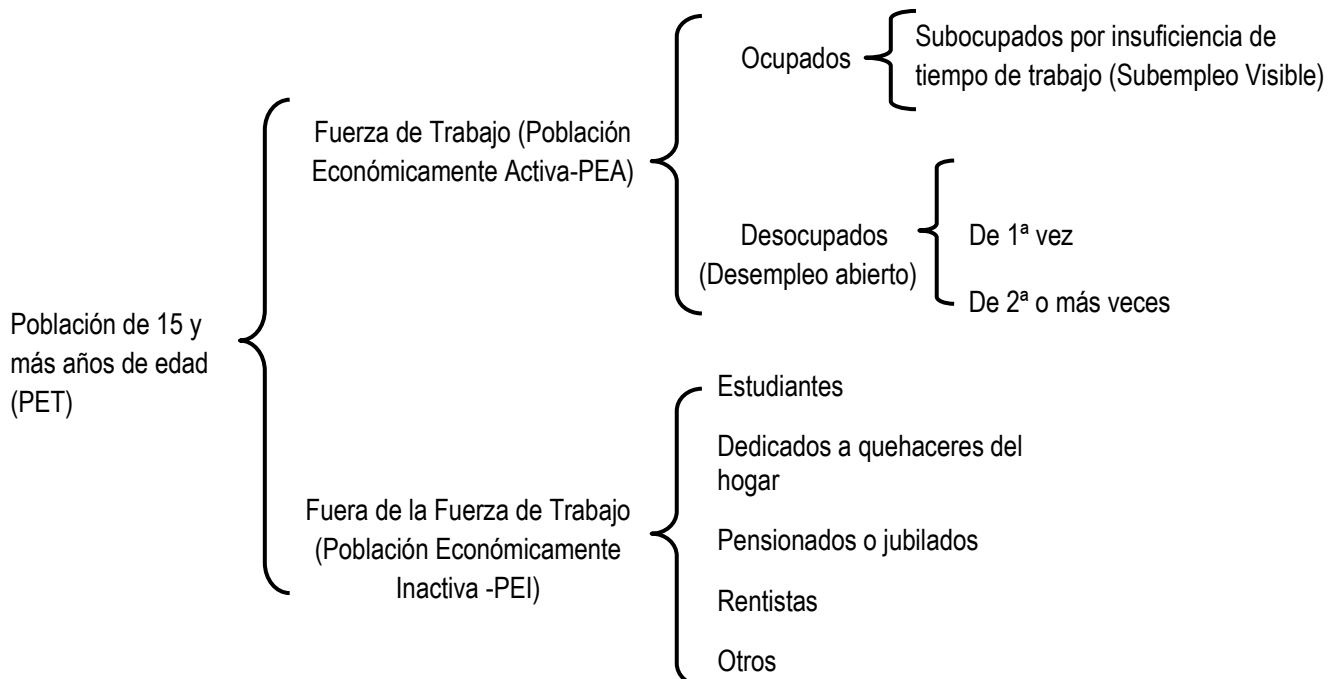 Población de 15 y
más años de edad
(PET)
Fuerza de Trabajo (Población
Económicamente Activa-PEA)
Ocupados
Subocupados por insuficiencia de
tiempo de trabajo (Subempleo Visible)
Desocupados
(Desempleo abierto)
De 1ª vez
De 2ª o más veces
Fuera de la Fuerza de Trabajo
(Población Económicamente
Inactiva -PEI)
Estudiantes
Dedicados a quehaceres del
hogar
Pensionados o jubilados
Rentistas
Otros